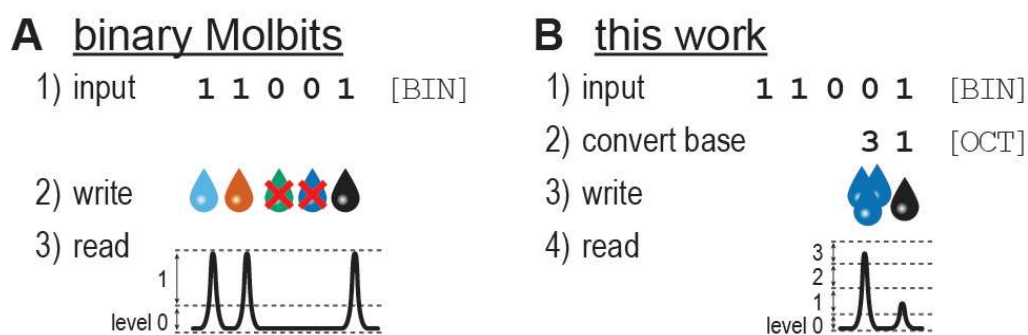 A binary Molbits
1) input 1 1 0 0 1 [BIN]
2) write
3) read
1
level 0
B this work
1) input 1 1 0 0 1 [BIN]
2) convert base 3 1 [OCT]
3) write
4) read
3
2
1
level 0